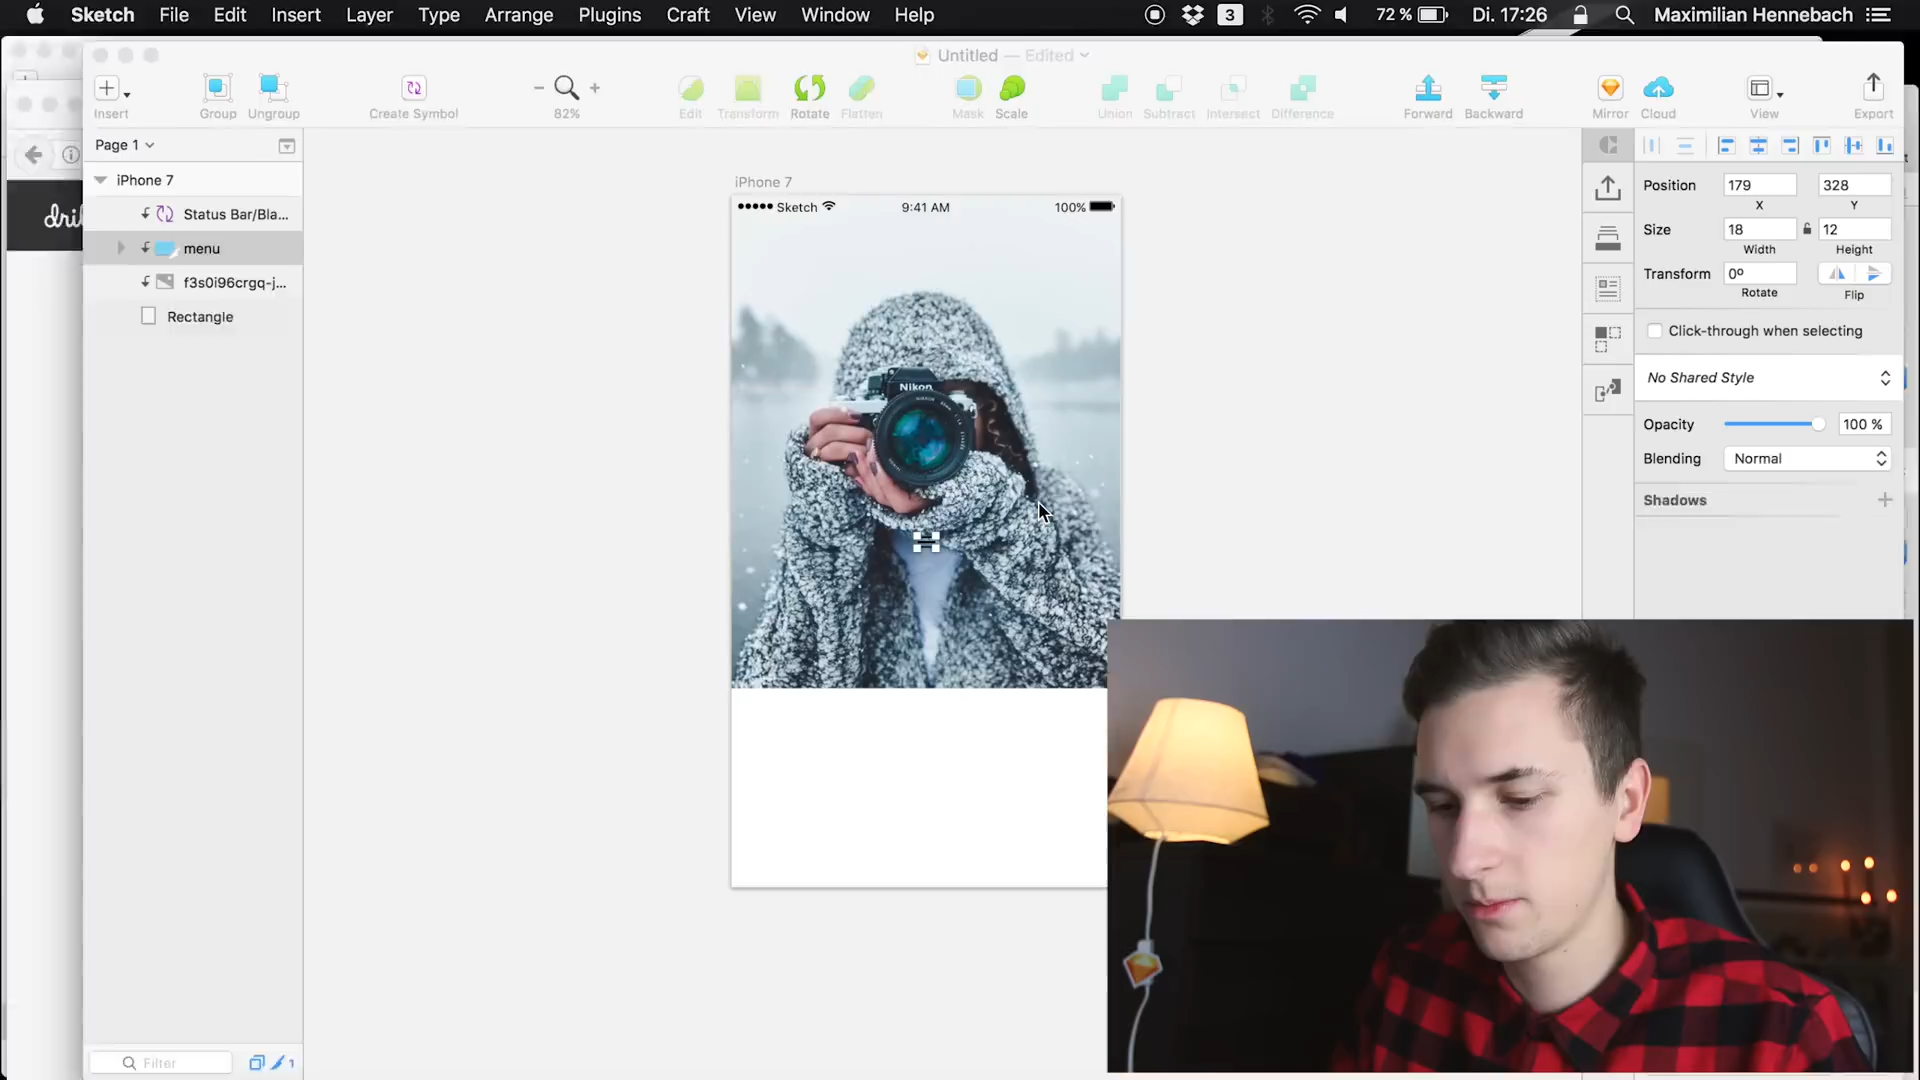 Sketch File Edit Insert Layer Type Arrange Plugins Craft View Window Help 3 72 % Di. 17:26 Maximilian Hennebach
Untitled — Edited
Insert Group Ungroup Create Symbol 82% Edit Transform Rotate Flatten Mask Scale Union Subtract Intersect Difference Forward Backward Mirror Cloud View Export
Page 1
iPhone 7
Status Bar/Bla...
menu
f3s0i96crgq-j...
Rectangle
Filter
1
iPhone 7
Sketch 9:41 AM 100%
Nikon
Position 179 328
X Y
Size 18 12
Width Height
Transform 0º
Rotate Flip
Click-through when selecting
No Shared Style
Opacity 100 %
Blending Normal
Shadows